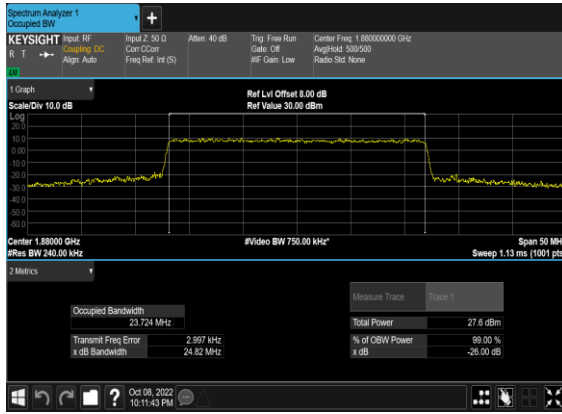 Spectrum Analyzer 1
Occupied BW
KEYSIGHT
R T
LXI
Input: RF
Coupling: DC
Align: Auto
Input Z: 50 Ω
Corr CCorr
Freq Ref: Int (S)
Atten: 40 dB
Trig: Free Run
Gate: Off
#IF Gain: Low
Center Freq: 1.880000000 GHz
Avg|Hold: 500/500
Radio Std: None
1 Graph
Scale/Div 10.0 dB
Ref Lvl Offset 8.00 dB
Ref Value 30.00 dBm
Log
20.0
10.0
0.00
-10.0
-20.0
-30.0
-40.0
-50.0
-60.0
Center 1.88000 GHz
#Res BW 240.00 kHz
#Video BW 750.00 kHz*
Span 50 MH
Sweep 1.13 ms (1001 pts
2 Metrics
Measure Trace
Trace 1
Occupied Bandwidth
23.724 MHz
Total Power
27.6 dBm
Transmit Freq Error
2.997 kHz
% of OBW Power
99.00 %
x dB Bandwidth
24.82 MHz
x dB
-26.00 dB
?
Oct 08, 2022
10:11:43 PM